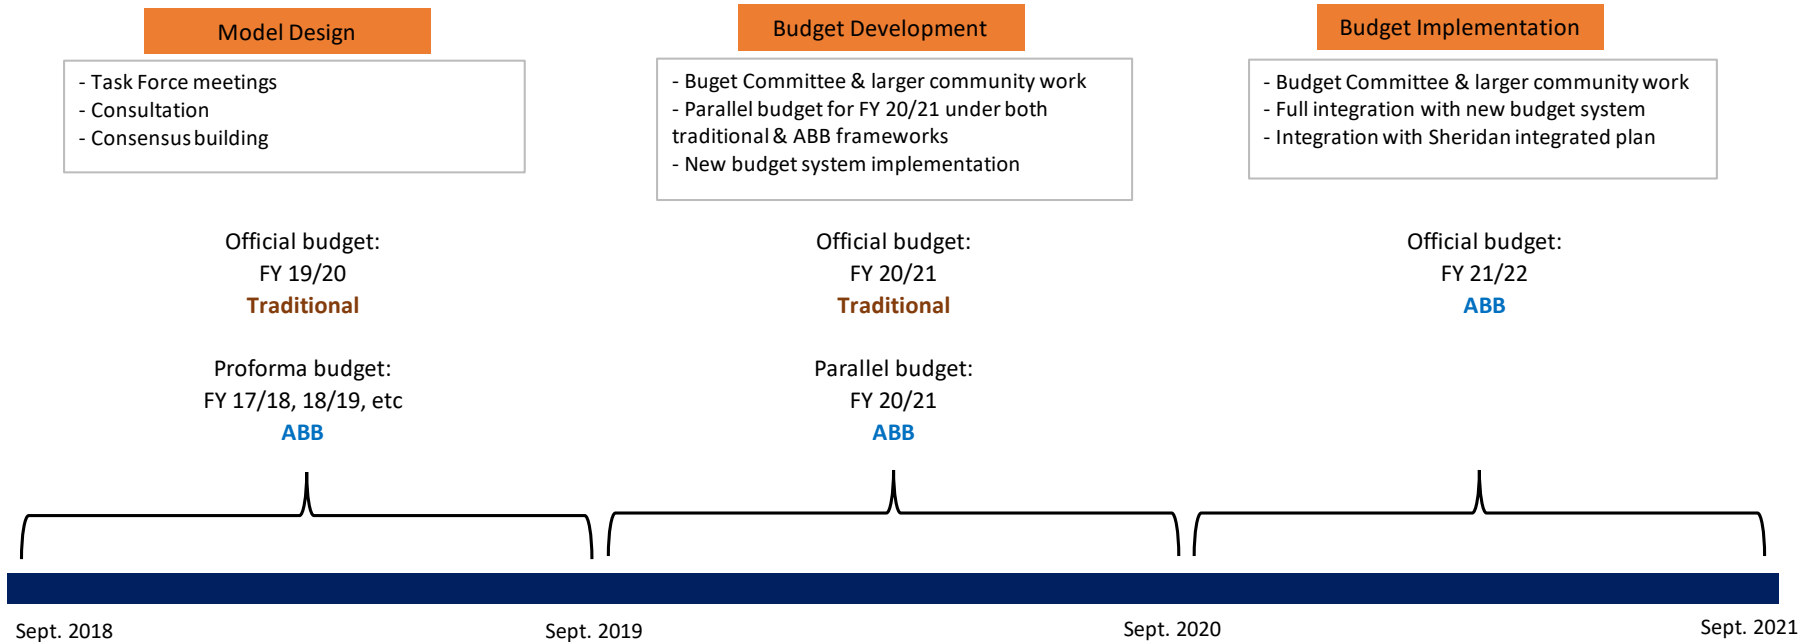 Model Design
- Task Force meetings
- Consultation
- Consensus building
Official budget:
FY 19/20
Traditional
Proforma budget:
FY 17/18, 18/19, etc
ABB
Budget Development
- Buget Committee & larger community work
- Parallel budget for FY 20/21 under both
traditional & ABB frameworks
- New budget system implementation
Official budget:
FY 20/21
Traditional
Parallel budget:
FY 20/21
ABB
Budget Implementation
- Budget Committee & larger community work
- Full integration with new budget system
- Integration with Sheridan integrated plan
Official budget:
FY 21/22
ABB
Sept. 2018
Sept. 2019
Sept. 2020
Sept. 2021